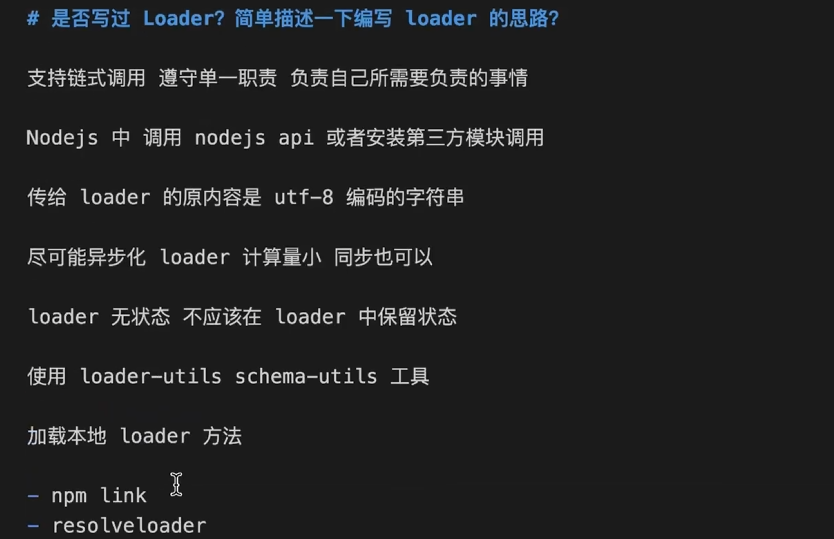 # 是否写过 Loader？简单描述一下编写 loader 的思路？
支持链式调用 遵守单一职责 负责自己所需要负责的事情
Nodejs 中 调用 nodejs api 或者安装第三方模块调用
传给 loader 的原内容是 utf-8 编码的字符串
尽可能异步化 loader 计算量小 同步也可以
loader 无状态 不应该在 loader 中保留状态
使用 loader-utils schema-utils 工具
加载本地 loader 方法
- npm link
- resolveloader